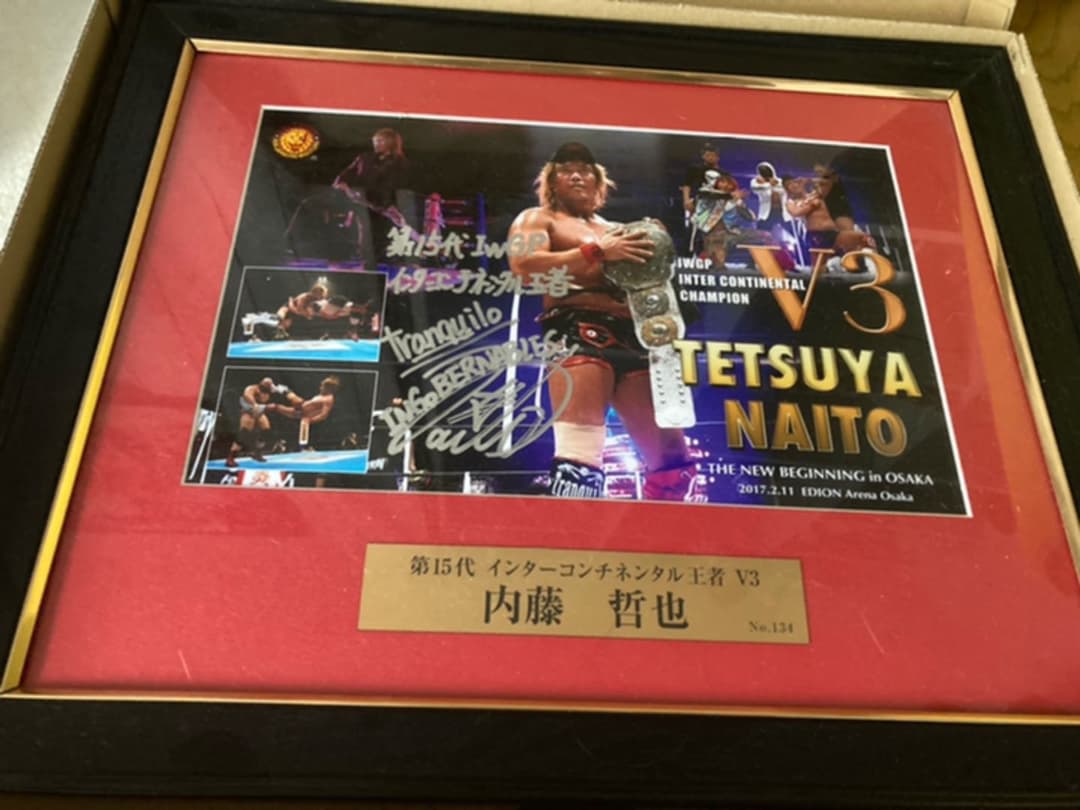 第15代 IWGP
インターコンチネンタル王者
tranquilo
INGOBERNABLES
IWGP
INTER CONTINENTAL
CHAMPION
V3
TETSUYA
NAITO
THE NEW BEGINNING in OSAKA
2017.2.11 EDION Arena Osaka
tranqui
第15代 インターコンチネンタル王者 V3
内藤 哲也
No.134